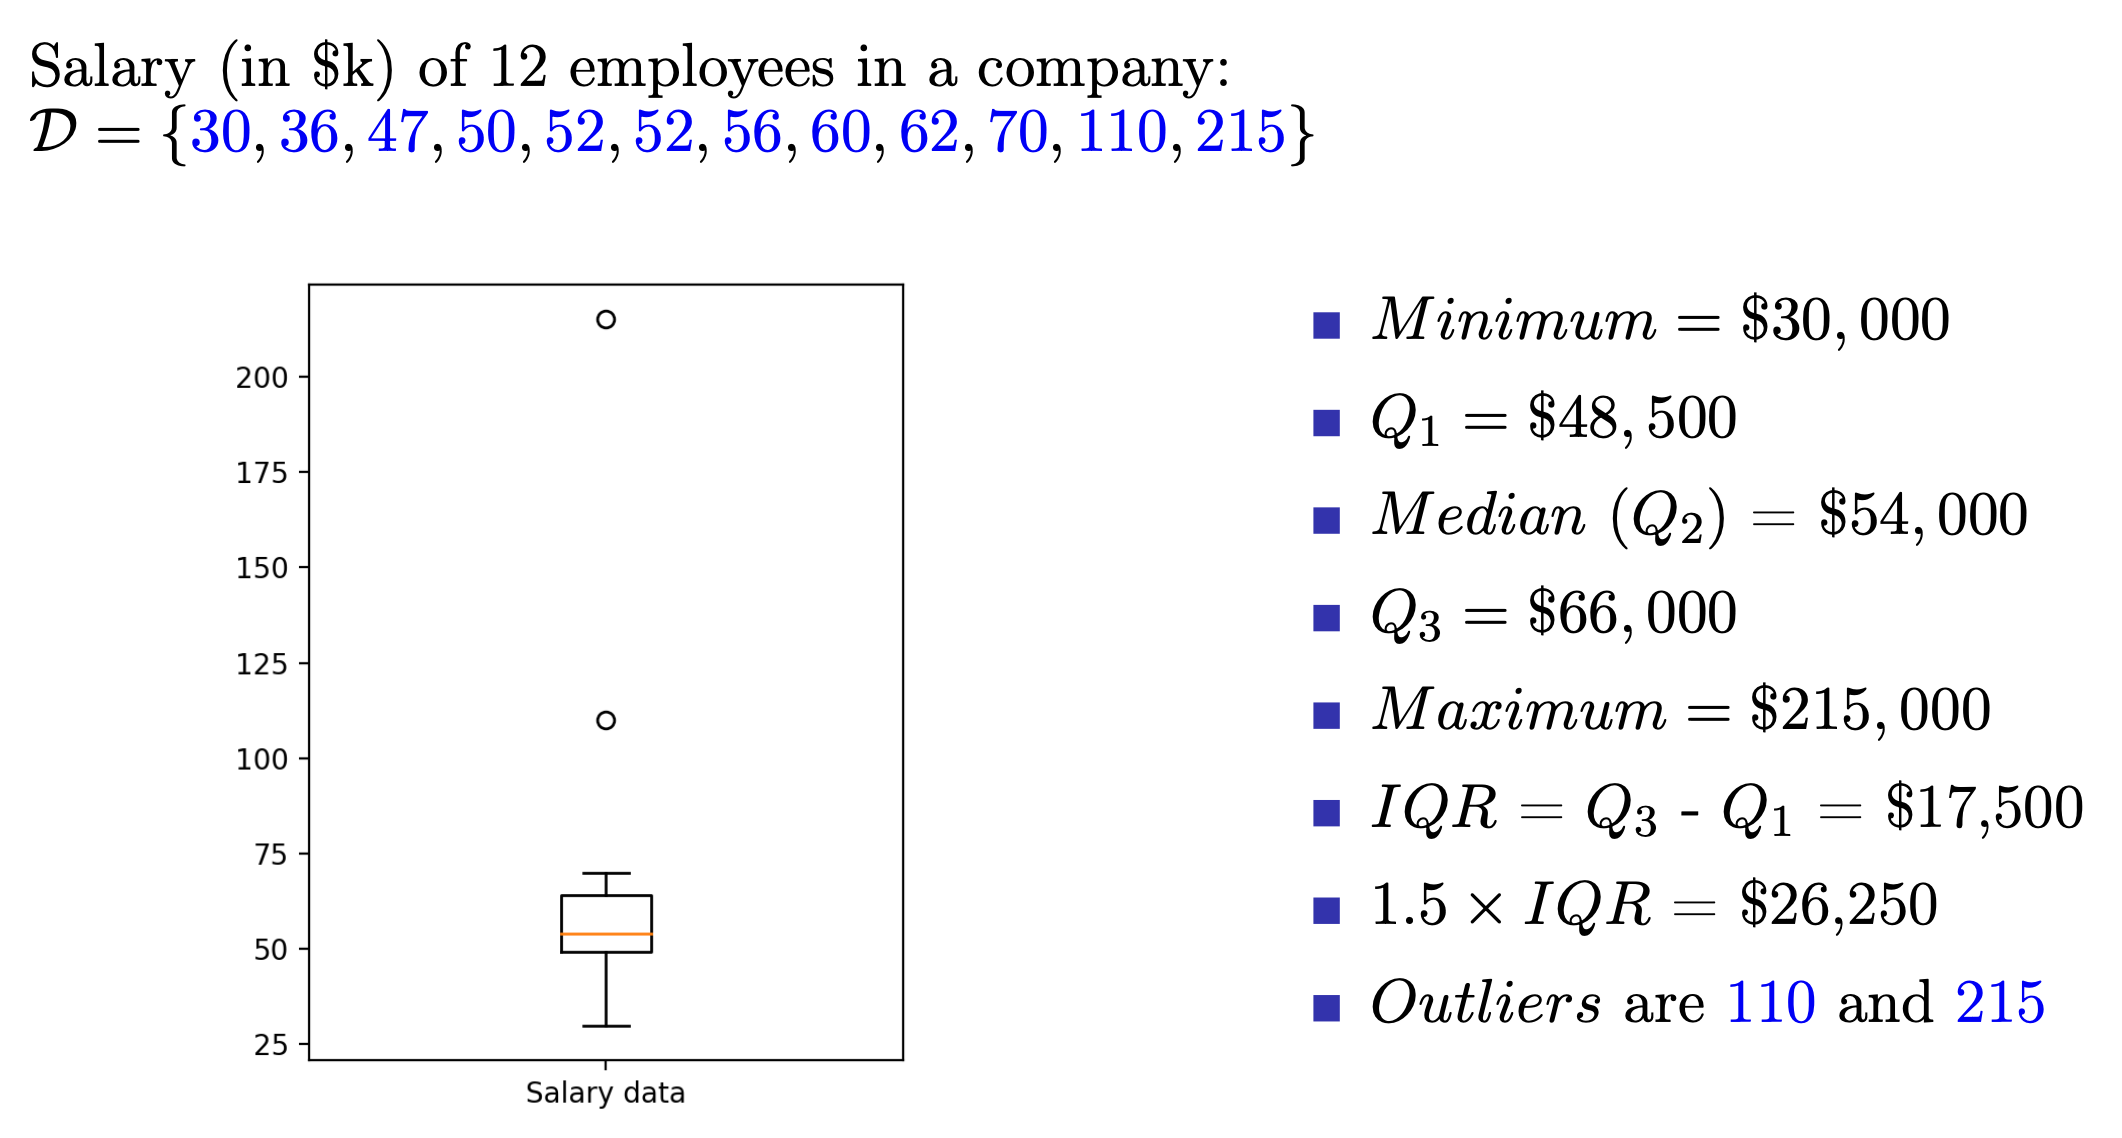 Salary (in $k) of 12 employees in a company:
𝒟 = {30, 36, 47, 50, 52, 52, 56, 60, 62, 70, 110, 215}
200
175
150
125
100
75
50
25
Salary data
■ Minimum = $30, 000
■ Q₁ = $48, 500
■ Median (Q₂) = $54, 000
■ Q₃ = $66, 000
■ Maximum = $215, 000
■ IQR = Q₃ - Q₁ = $17,500
■ 1.5 × IQR = $26,250
■ Outliers are 110 and 215